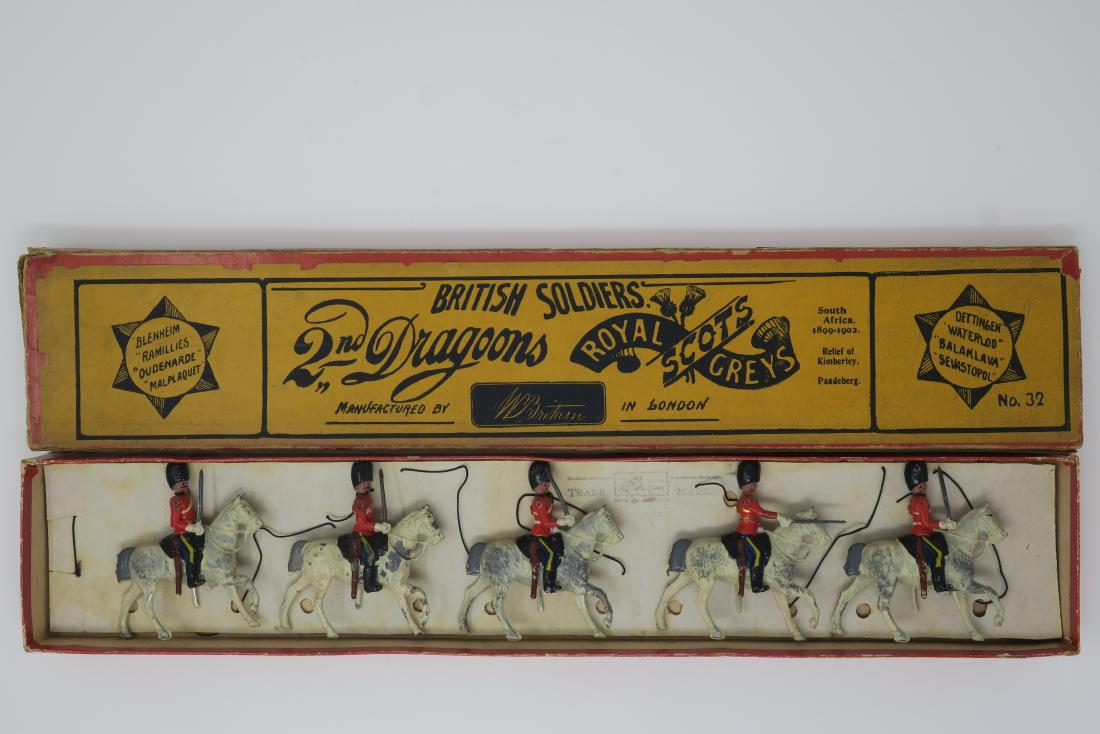 BLENHEIM
"RAMILLIES
"OUDENARDE"
"MALPLAQUET
BRITISH SOLDIERS
2nd Dragoons
ROYAL
SCOTS
GREYS
MANUFACTURED BY
W Britain
IN LONDON
South
Africa.
1899-1902.
Relief of
Kimberley.
Paadeberg.
DETTINGEN
"WATERLOO"
BALAKLAVA"
"SEVASTOPOL"
No. 32
TRADE MARK